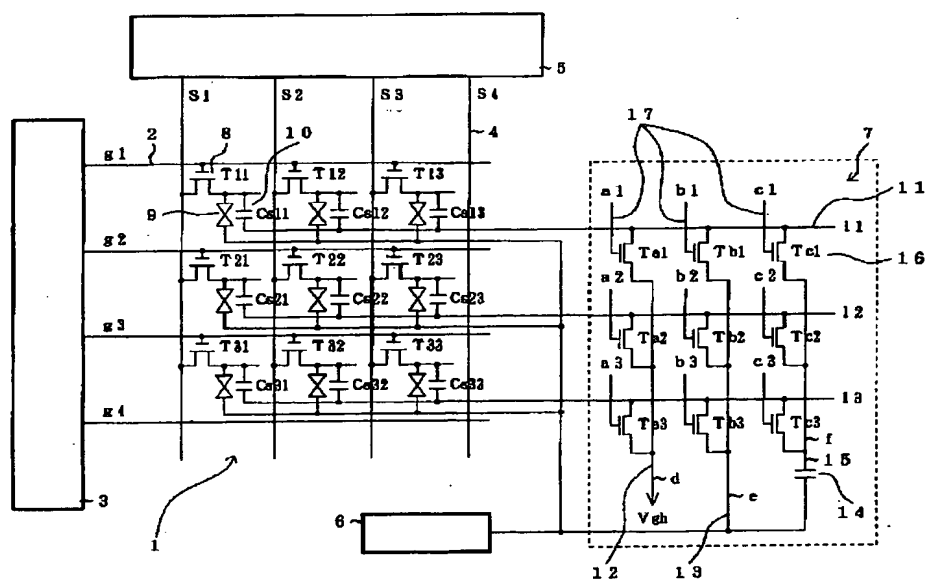 5
S1 S2 S3 S4
17
2 8 10 4 7
g1
T11 T12 T13
a1 b1 c1
11
9
Cs11 Cs12 Cs13
l1
g2
Ta1 Tb1 Tc1
16
T21 T22 T23
a2 b2 c2
Cs21 Cs22 Cs23
l2
g3
Ta2 Tb2 Tc2
T31 T32 T33
a3 b3 c3
Cs31 Cs32 Cs33
l3
g4
Ta3 Tb3 Tc3
f
15
d
e
14
3
1
6
Vgh
12
13